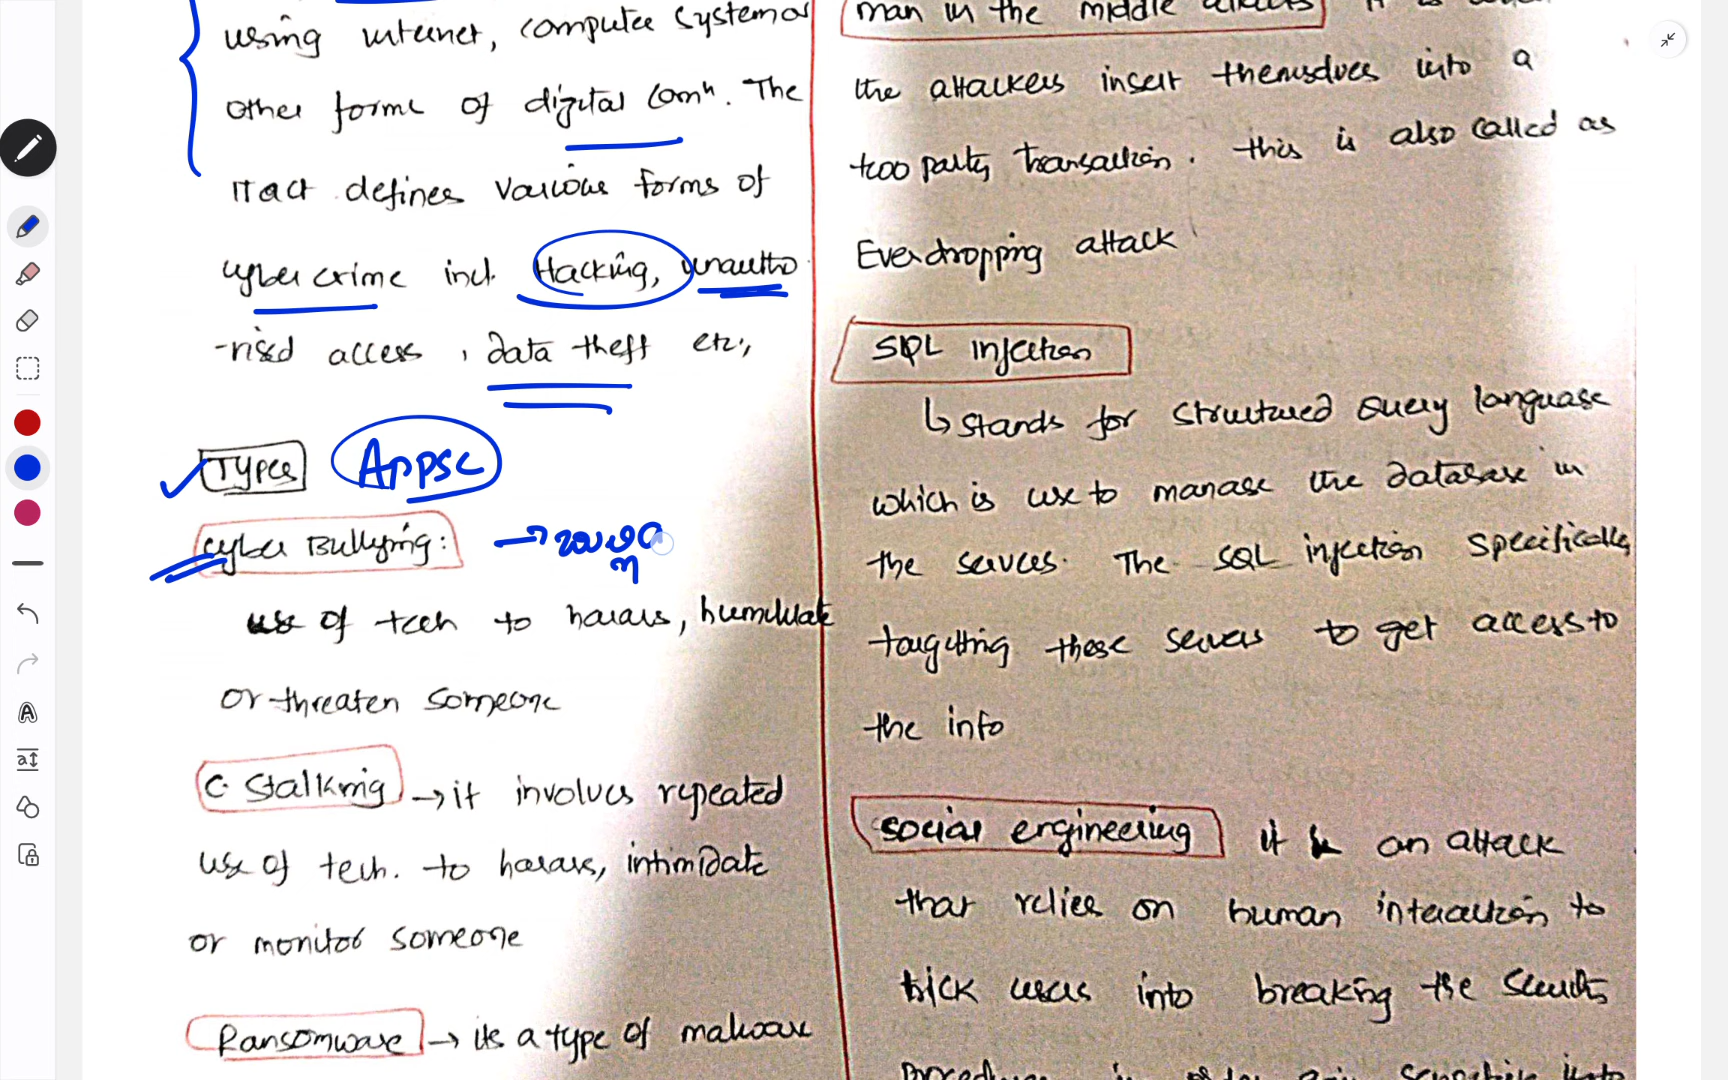 using internet, computer system or
other forms of digital comn. The
IT act defines various forms of
cyber crime incl. Hacking, unautho
-rised access, data theft etc.,
Types Appsc
Cyber Bullying: →
use of tech to harass, humiliate
or threaten someone
C. Stalking → it involves repeated
use of tech. to harass, intimidate
or monitor someone
Ransomware → its a type of malware
man in the middle attacks it is
the attackers insert themselves into a
two party transaction. this is also called as
Evesdropping attack
SQL injection
↳ stands for structured Query language
which is use to manage the database in
the servers. The SQL injection specifically
targetting these servers to get access to
the info
social engineering it is an attack
that relies on human interaction to
trick users into breaking the security